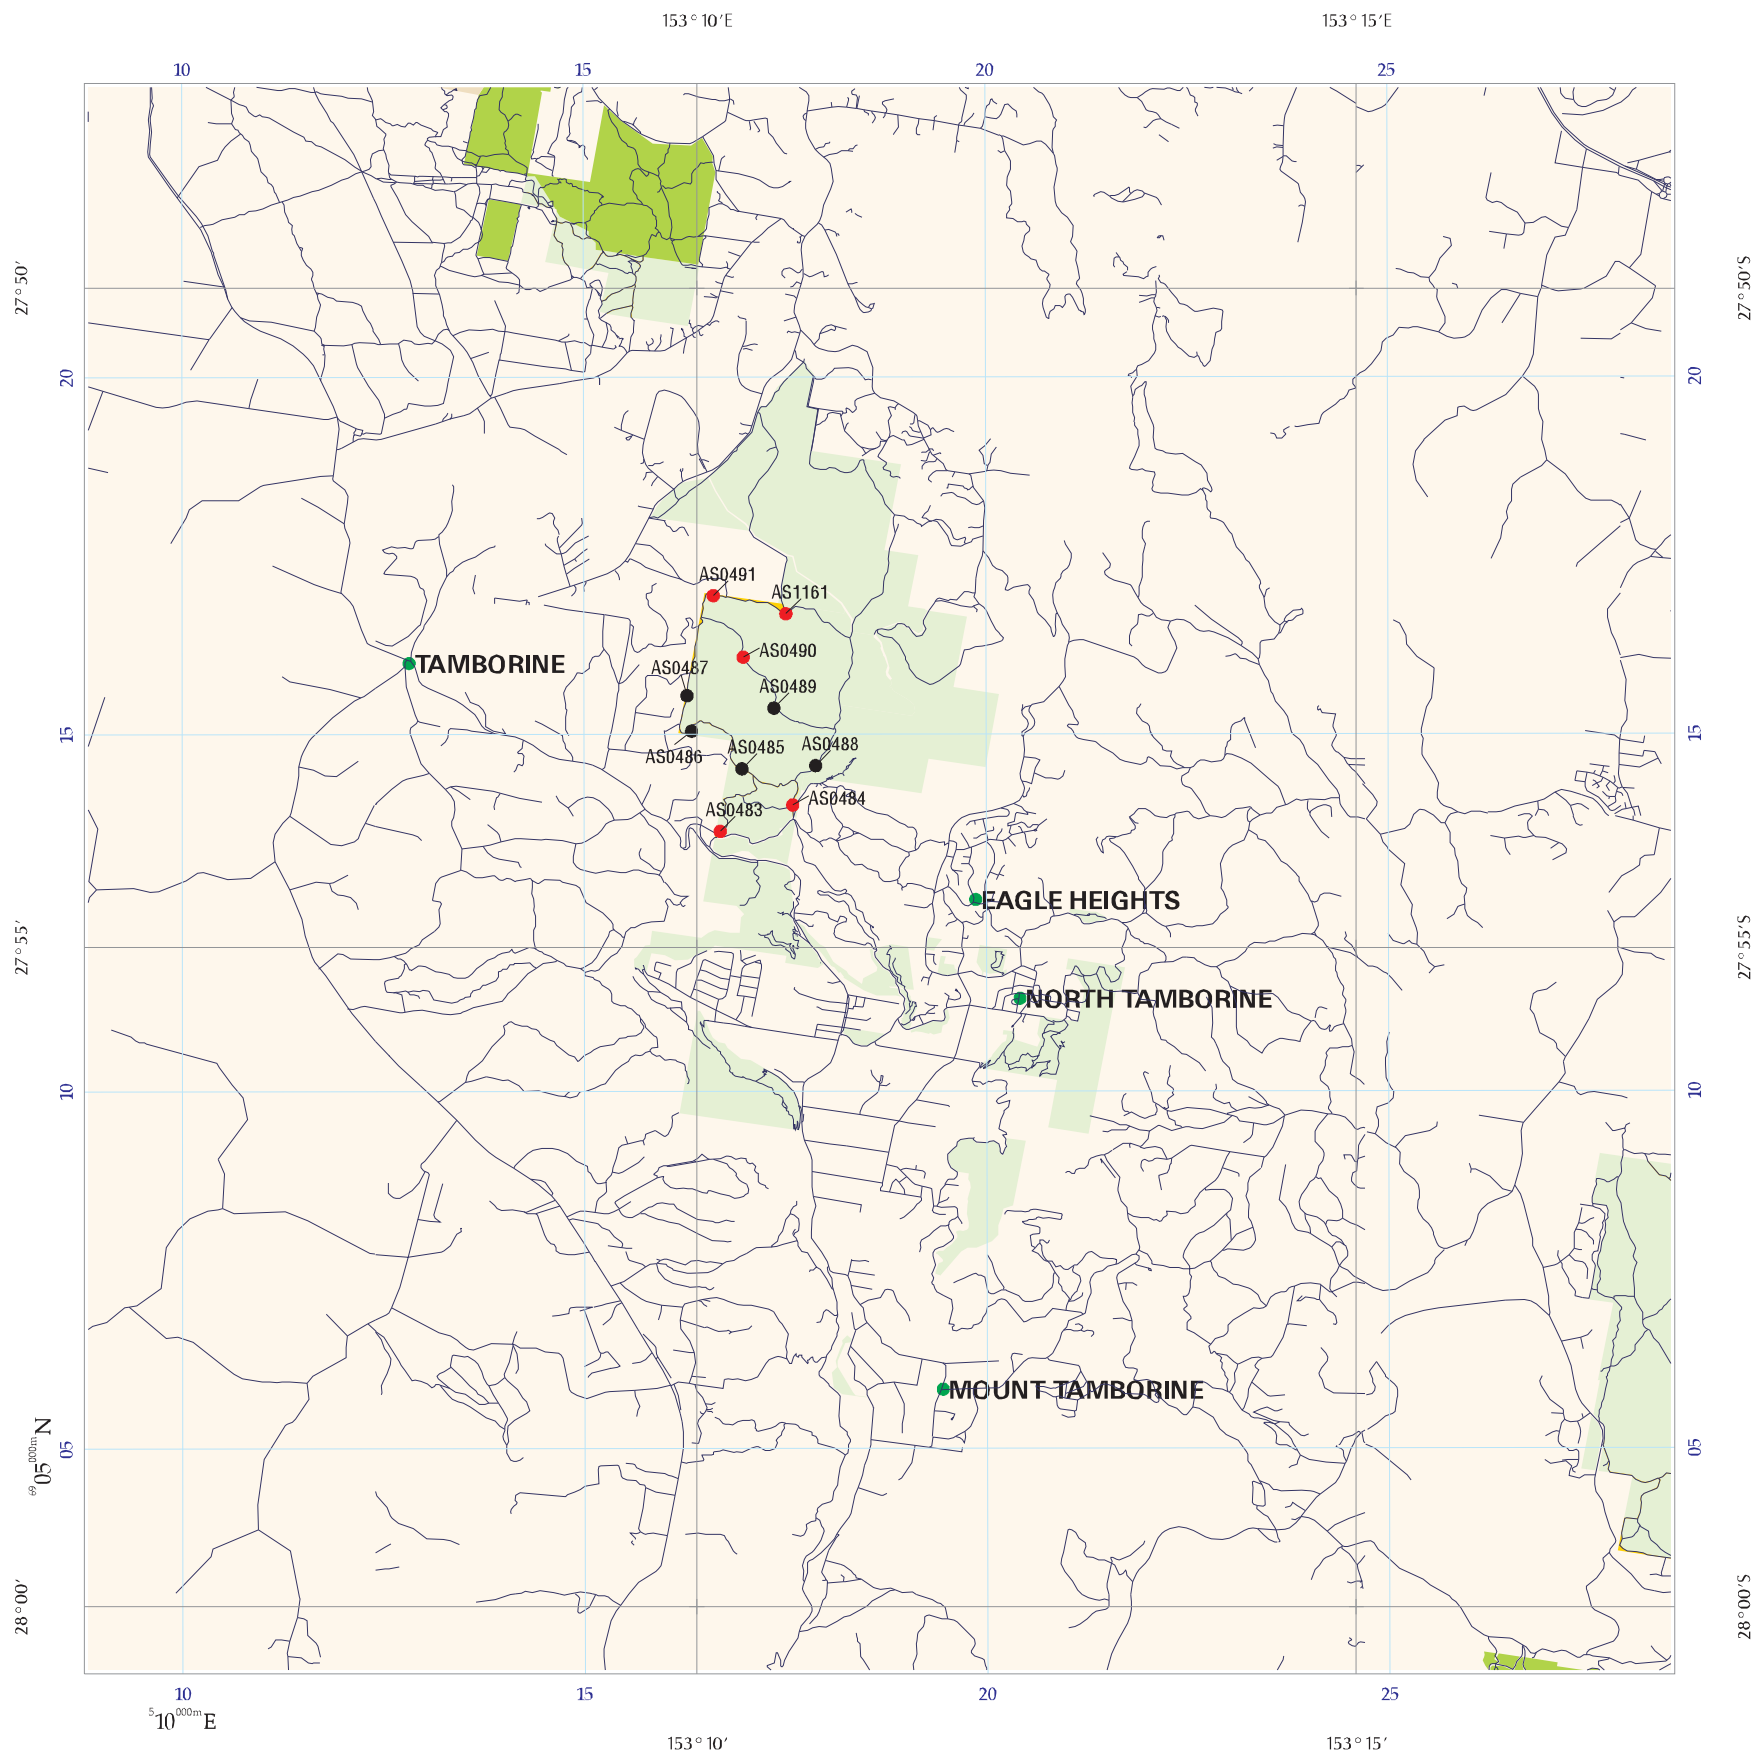 153° 10′E
153° 15′E
10
15
20
25
27° 50′
27° 50′S
20
20
AS0491
AS1161
AS0490
AS0487
TAMBORINE
AS0489
15
15
AS0488
AS0485
AS0486
AS0484
AS0483
EAGLE HEIGHTS
27° 55′
27° 55′S
NORTH TAMBORINE
10
10
MOUNT TAMBORINE
05
05
6905000m N
28° 00′
28° 00′S
10
15
20
25
510000m E
153° 10′
153° 15′